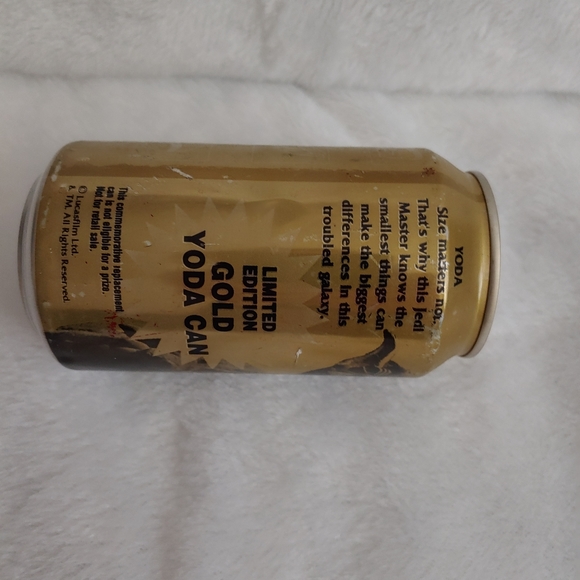 YODA
Size matters not.
That's why this Jedi
Master knows the
smallest things can
make the biggest
differences in this
troubled galaxy.
LIMITED
EDITION
GOLD
YODA CAN
This commemorative replacement
can is not eligible for a prize.
Not for retail sale.
© Lucasfilm Ltd.
& TM. All Rights Reserved.